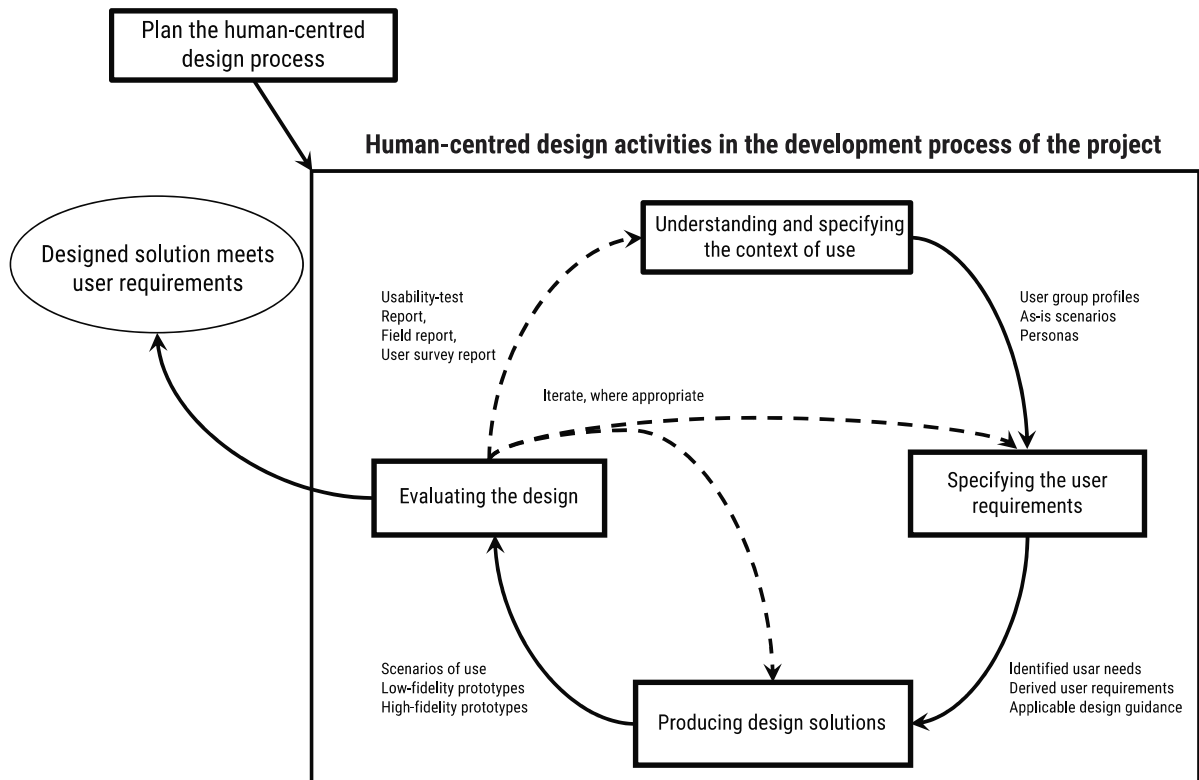 Plan the human-centred
design process
Human-centred design activities in the development process of the project
Designed solution meets
user requirements
Understanding and specifying
the context of use
Usability-test
Report,
Field report,
User survey report
User group profiles
As-is scenarios
Personas
Iterate, where appropriate
Evaluating the design
Specifying the user
requirements
Scenarios of use
Low-fidelity prototypes
High-fidelity prototypes
Producing design solutions
Identified usar needs
Derived user requirements
Applicable design guidance